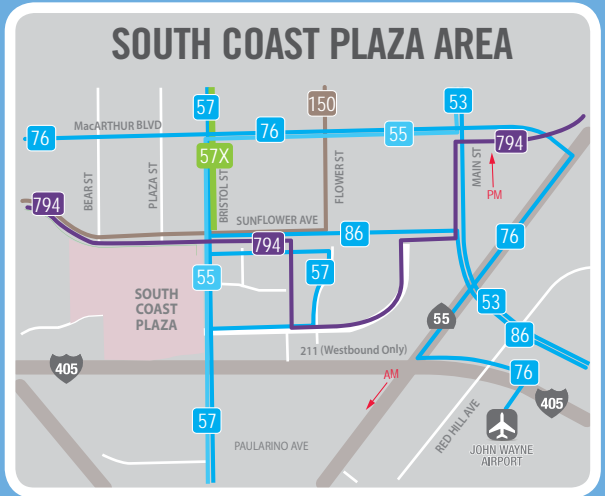 SOUTH COAST PLAZA AREA
57
150
53
MacARTHUR BLVD
76
76
55
794
57X
BEAR ST
PLAZA ST
BRISTOL ST
FLOWER ST
MAIN ST
PM
794
SUNFLOWER AVE
86
794
76
55
57
SOUTH
COAST
PLAZA
53
55
86
211 (Westbound Only)
405
AM
76
405
57
RED HILL AVE
PAULARINO AVE
JOHN WAYNE
AIRPORT